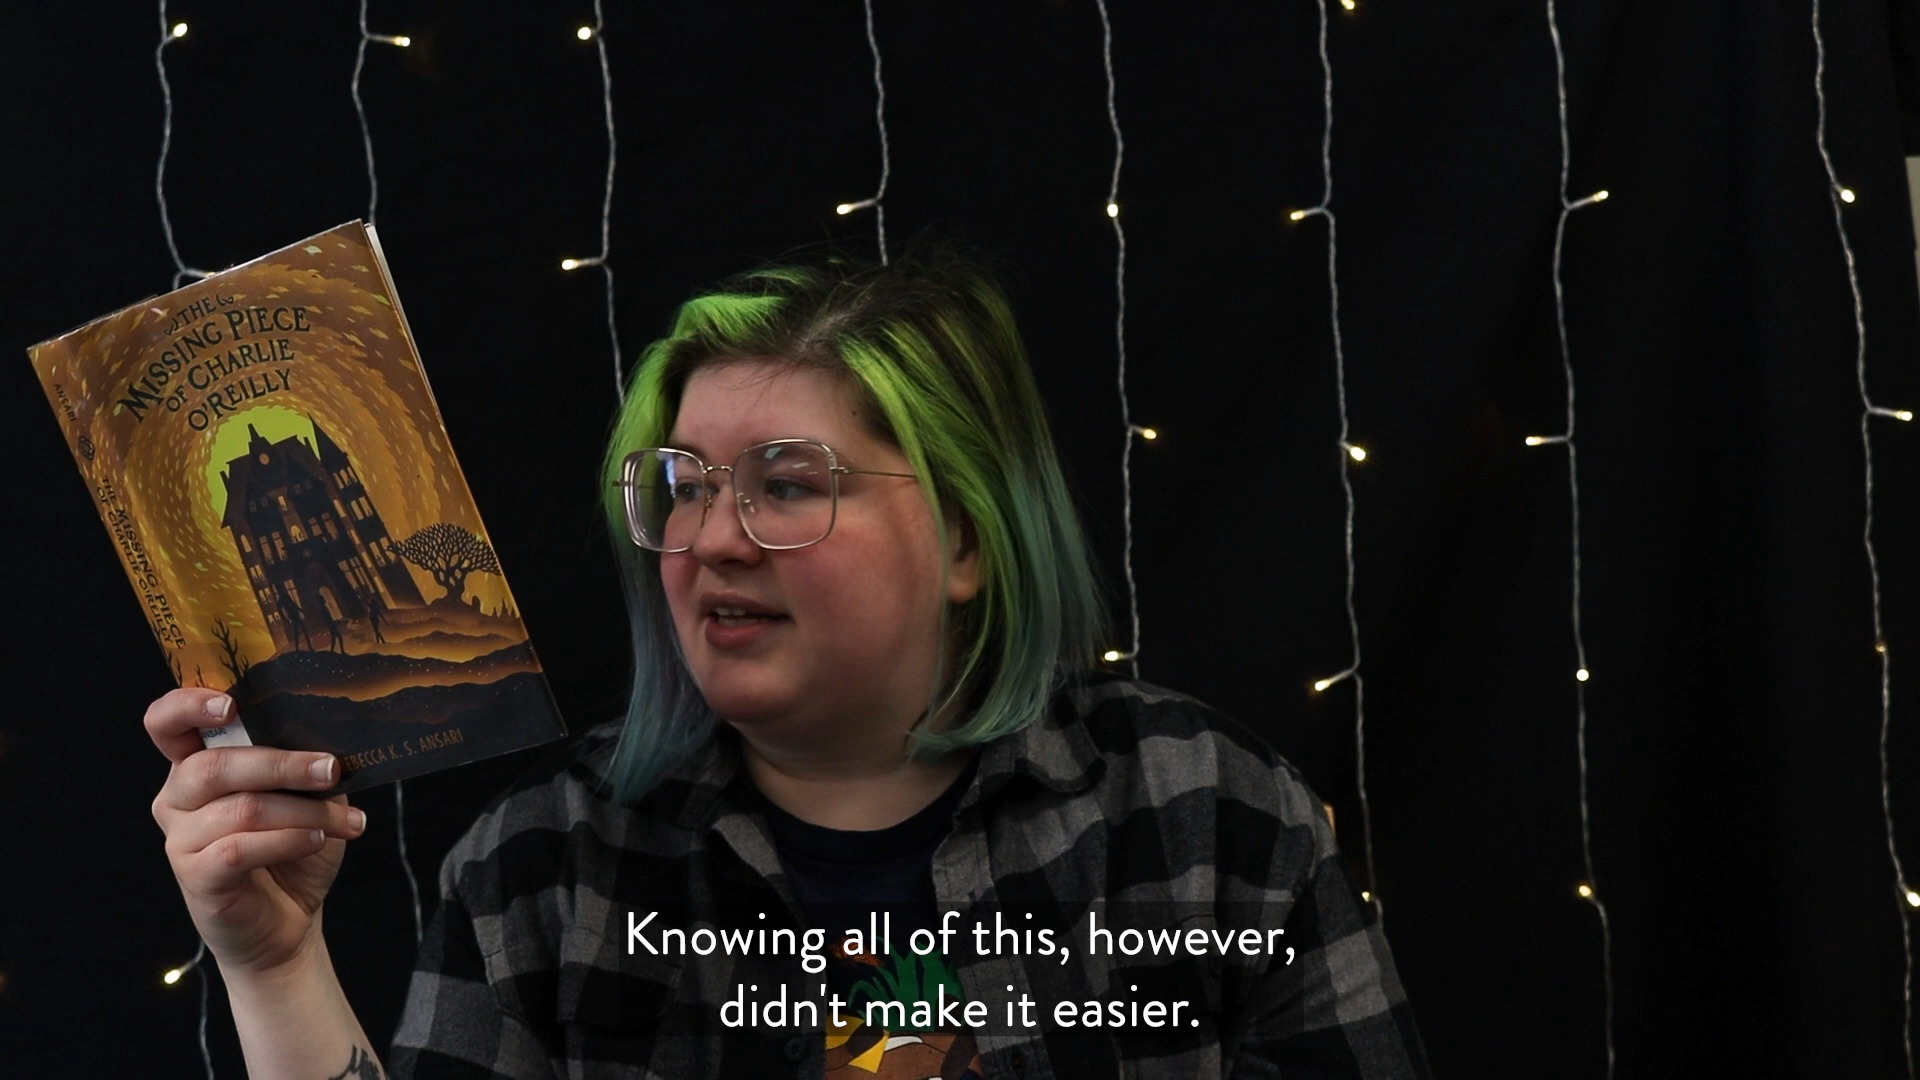 THE
MISSING PIECE
OF CHARLIE
O'REILLY
ANSARI
THE MISSING PIECE
OF CHARLIE O'REILLY
ANSARI
REBECCA K. S. ANSARI
Knowing all of this, however,
didn't make it easier.